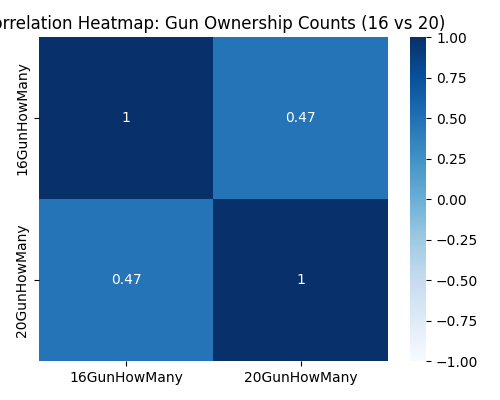 orrelation Heatmap: Gun Ownership Counts (16 vs 20)
16GunHowMany
1
0.47
20GunHowMany
0.47
1
16GunHowMany
20GunHowMany
1.00
0.75
0.50
0.25
0.00
−0.25
−0.50
−0.75
−1.00